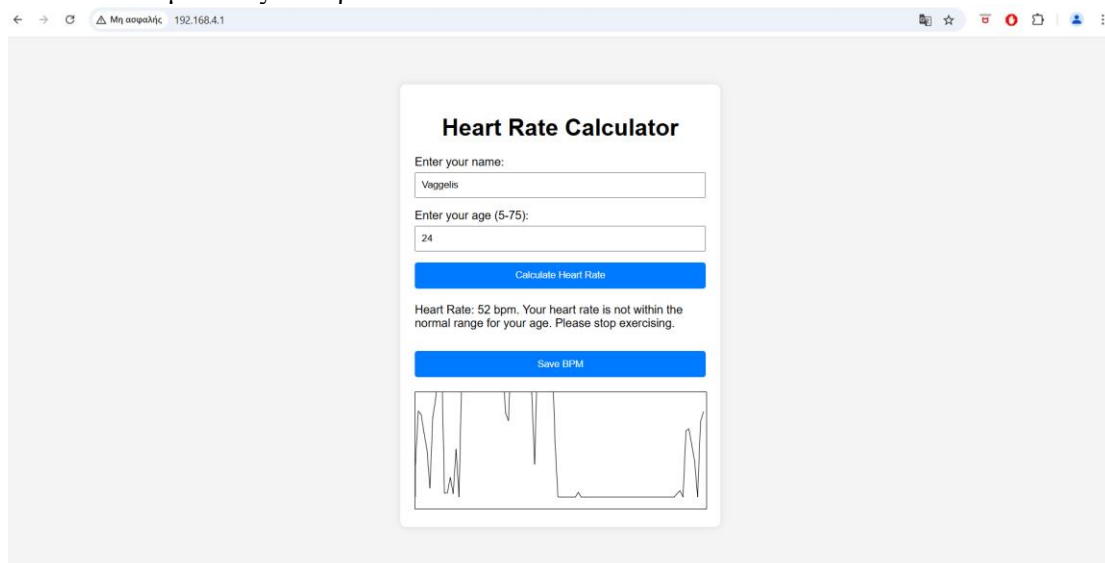 Μη ασφαλής 192.168.4.1
Heart Rate Calculator
Enter your name:
Vaggelis
Enter your age (5-75):
24
Calculate Heart Rate
Heart Rate: 52 bpm. Your heart rate is not within the
normal range for your age. Please stop exercising.
Save BPM